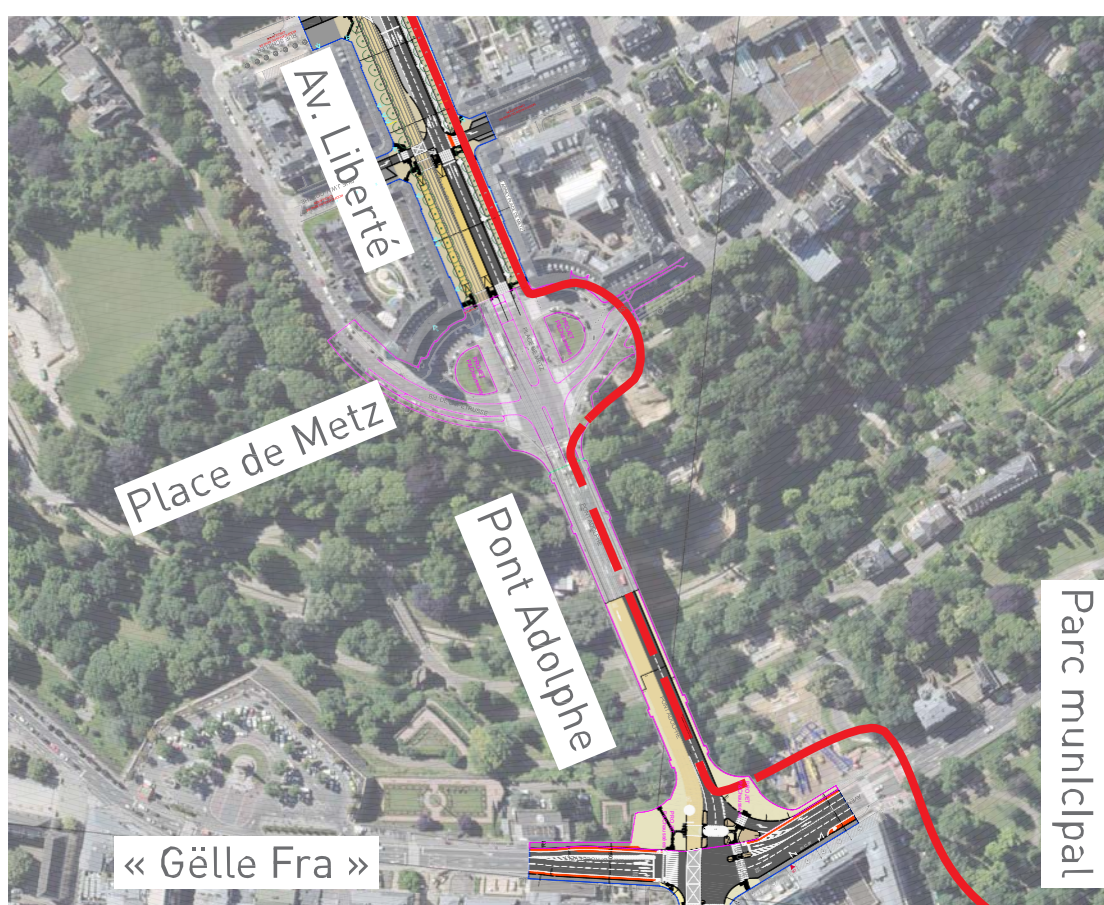 Av. Liberté
Place de Metz
Pont Adolphe
Parc munIcIpal
« Gëlle Fra »